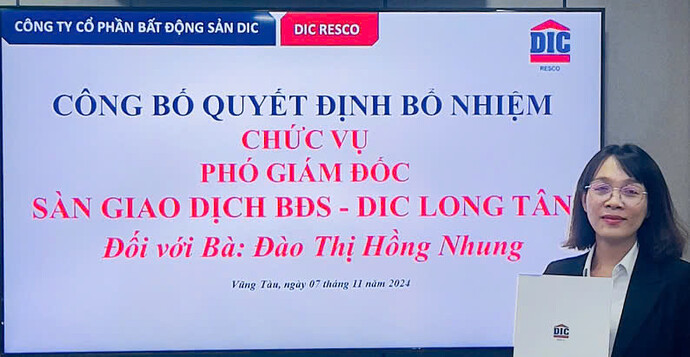 CÔNG TY CỔ PHẦN BẤT ĐỘNG SẢN DIC
DIC RESCO
DIC
RESCO
CÔNG BỐ QUYẾT ĐỊNH BỔ NHIỆM
CHỨC VỤ
PHÓ GIÁM ĐỐC
SÀN GIAO DỊCH BĐS - DIC LONG TÂN
Đối với Bà: Đào Thị Hồng Nhung
Vũng Tàu, ngày 07 tháng 11 năm 2024
DIC